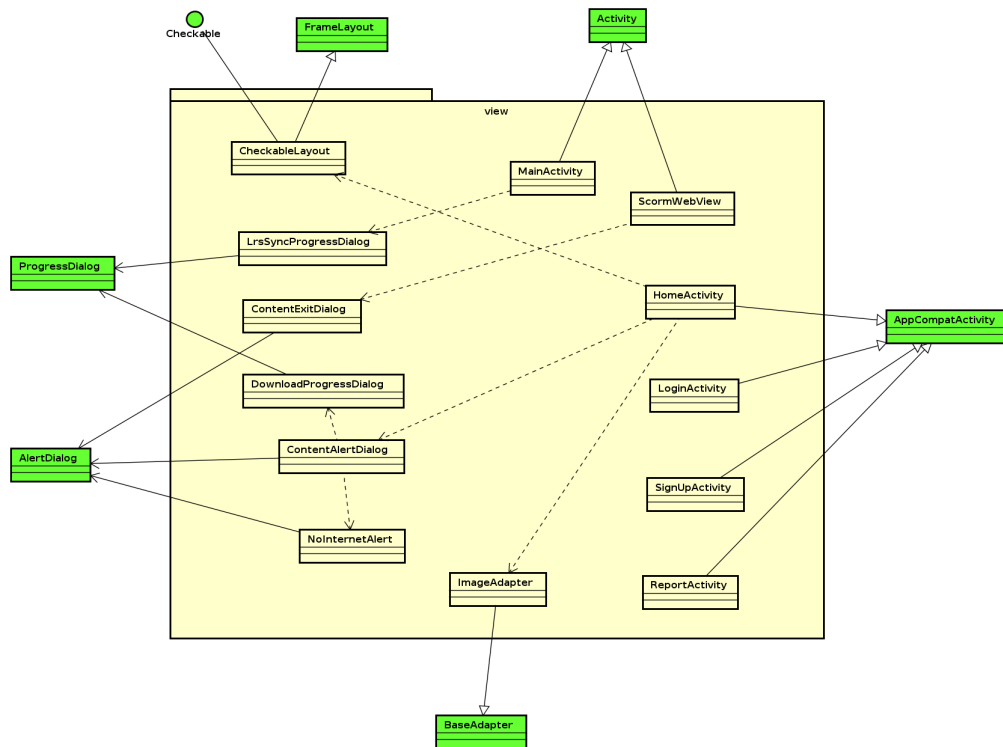 Checkable
FrameLayout
Activity
view
CheckableLayout
MainActivity
ScormWebView
LrsSyncProgressDialog
ProgressDialog
ContentExitDialog
HomeActivity
AppCompatActivity
DownloadProgressDialog
LoginActivity
ContentAlertDialog
AlertDialog
SignUpActivity
NoInternetAlert
ImageAdapter
ReportActivity
BaseAdapter